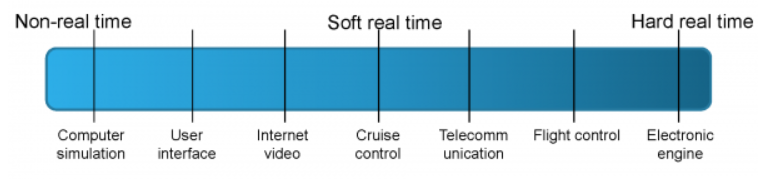 Non-real time Soft real time Hard real time
Computer User Internet Cruise Telecomm Flight control Electronic
simulation interface video control unication engine